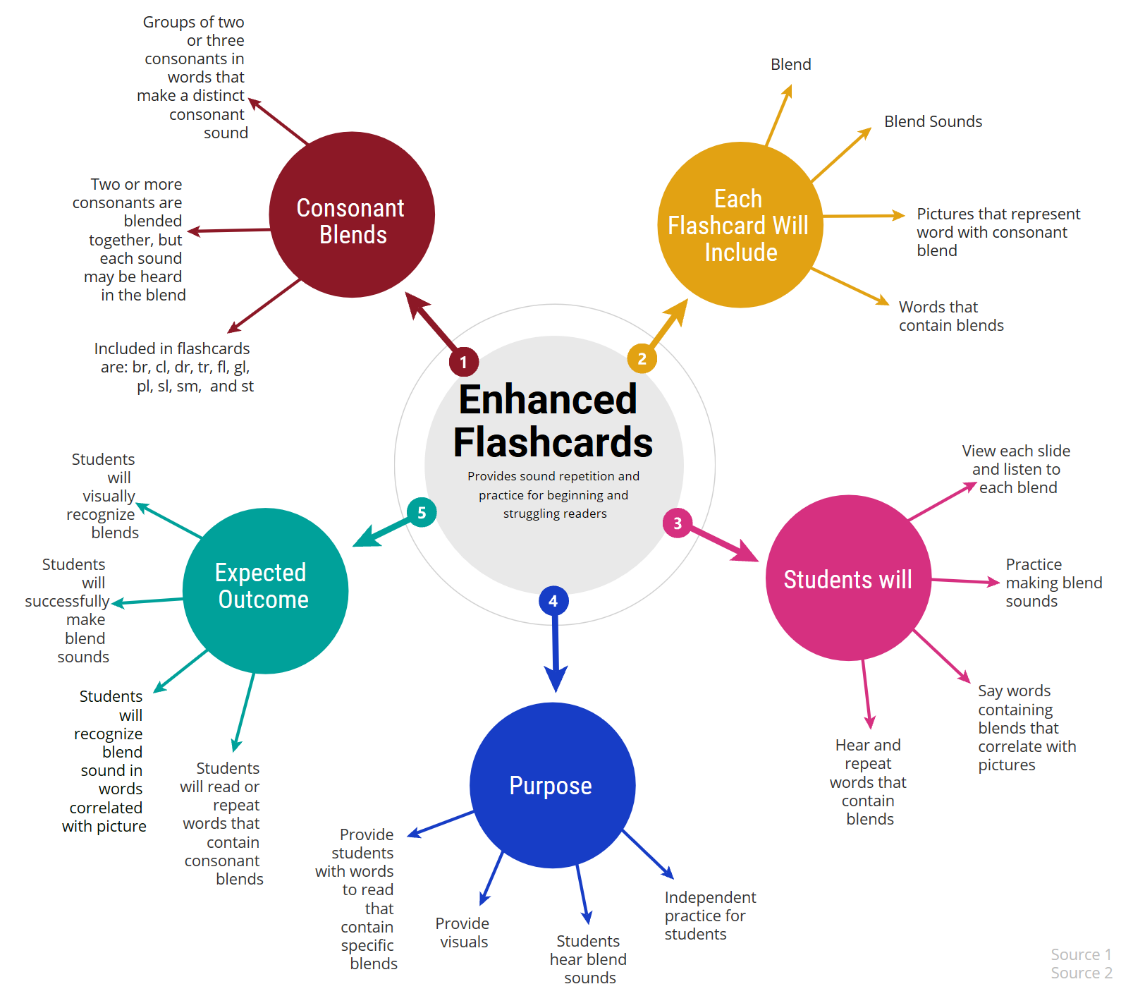 Enhanced
Flashcards
Provides sound repetition and
practice for beginning and
struggling readers
1
Consonant
Blends
Groups of two
or three
consonants in
words that
make a distinct
consonant
sound
Two or more
consonants are
blended
together, but
each sound
may be heard
in the blend
Included in flashcards
are: br, cl, dr, tr, fl, gl,
pl, sl, sm, and st
2
Each
Flashcard Will
Include
Blend
Blend Sounds
Pictures that represent
word with consonant
blend
Words that
contain blends
3
Students will
View each slide
and listen to
each blend
Practice
making blend
sounds
Say words
containing
blends that
correlate with
pictures
Hear and
repeat
words that
contain
blends
4
Purpose
Independent
practice for
students
Students
hear blend
sounds
Provide
visuals
Provide
students
with words
to read
that
contain
specific
blends
5
Expected
Outcome
Students
will
visually
recognize
blends
Students
will
successfully
make
blend
sounds
Students
will
recognize
blend
sound in
words
correlated
with picture
Students
will read or
repeat
words that
contain
consonant
blends
Source 1
Source 2